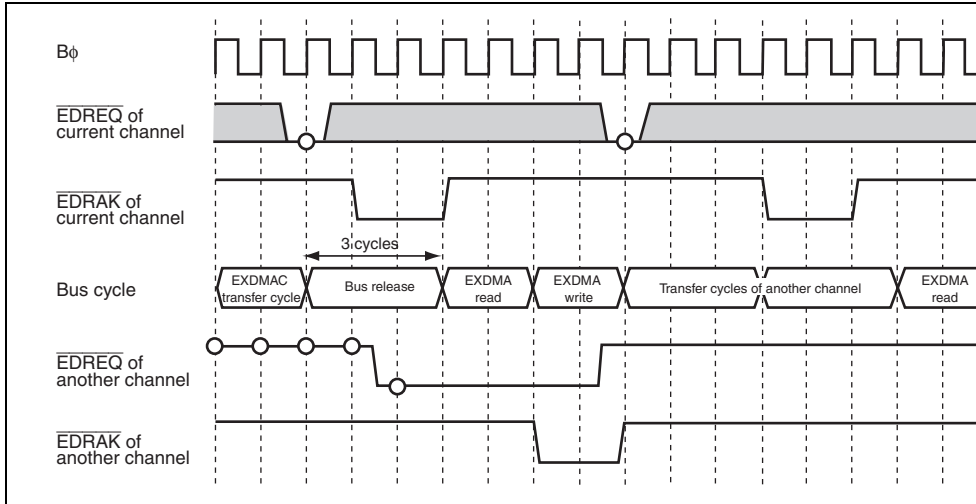 Bφ
EDREQ of
current channel
EDRAK of
current channel
3 cycles
Bus cycle
EXDMAC
transfer cycle
Bus release
EXDMA
read
EXDMA
write
Transfer cycles of another channel
EXDMA
read
EDREQ of
another channel
EDRAK of
another channel